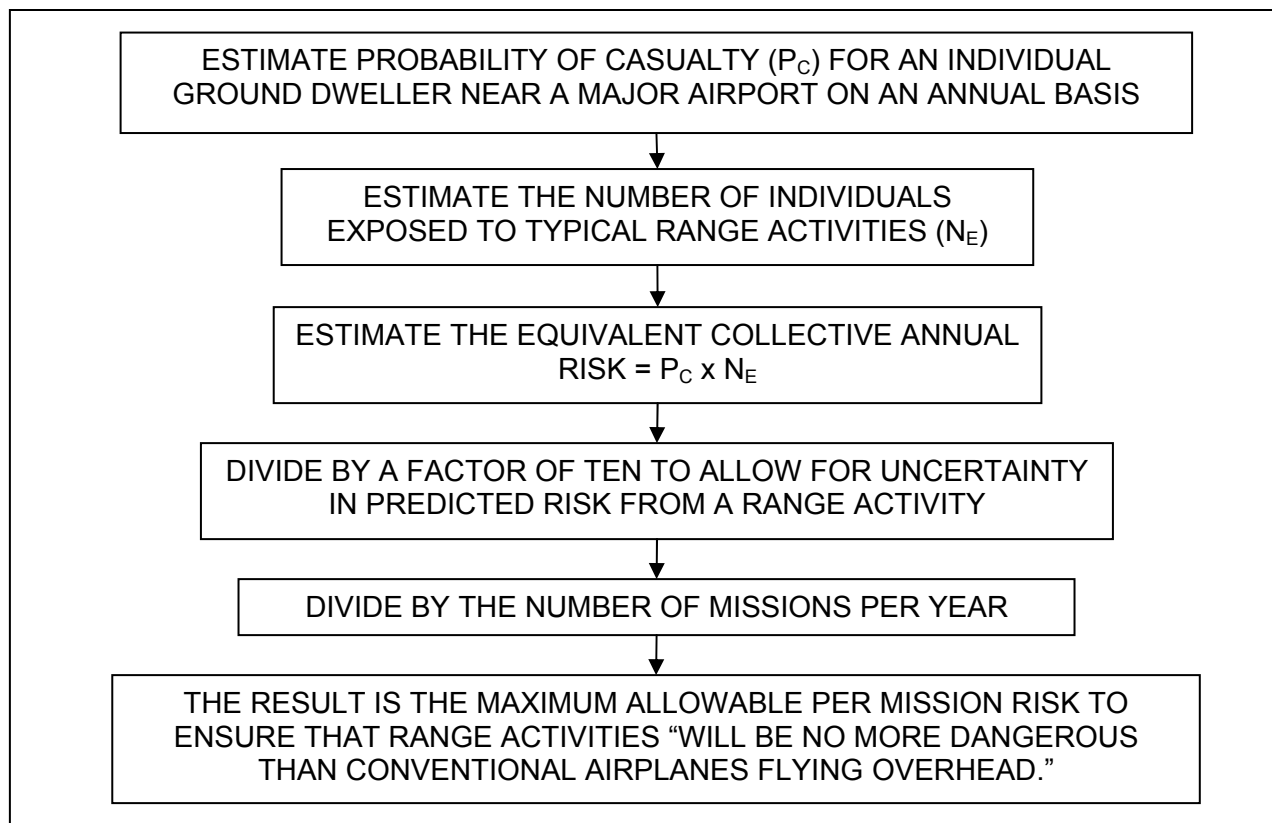 ESTIMATE PROBABILITY OF CASUALTY (PC) FOR AN INDIVIDUAL
GROUND DWELLER NEAR A MAJOR AIRPORT ON AN ANNUAL BASIS
ESTIMATE THE NUMBER OF INDIVIDUALS
EXPOSED TO TYPICAL RANGE ACTIVITIES (NE)
ESTIMATE THE EQUIVALENT COLLECTIVE ANNUAL
RISK = PC x NE
DIVIDE BY A FACTOR OF TEN TO ALLOW FOR UNCERTAINTY
IN PREDICTED RISK FROM A RANGE ACTIVITY
DIVIDE BY THE NUMBER OF MISSIONS PER YEAR
THE RESULT IS THE MAXIMUM ALLOWABLE PER MISSION RISK TO
ENSURE THAT RANGE ACTIVITIES “WILL BE NO MORE DANGEROUS
THAN CONVENTIONAL AIRPLANES FLYING OVERHEAD.”